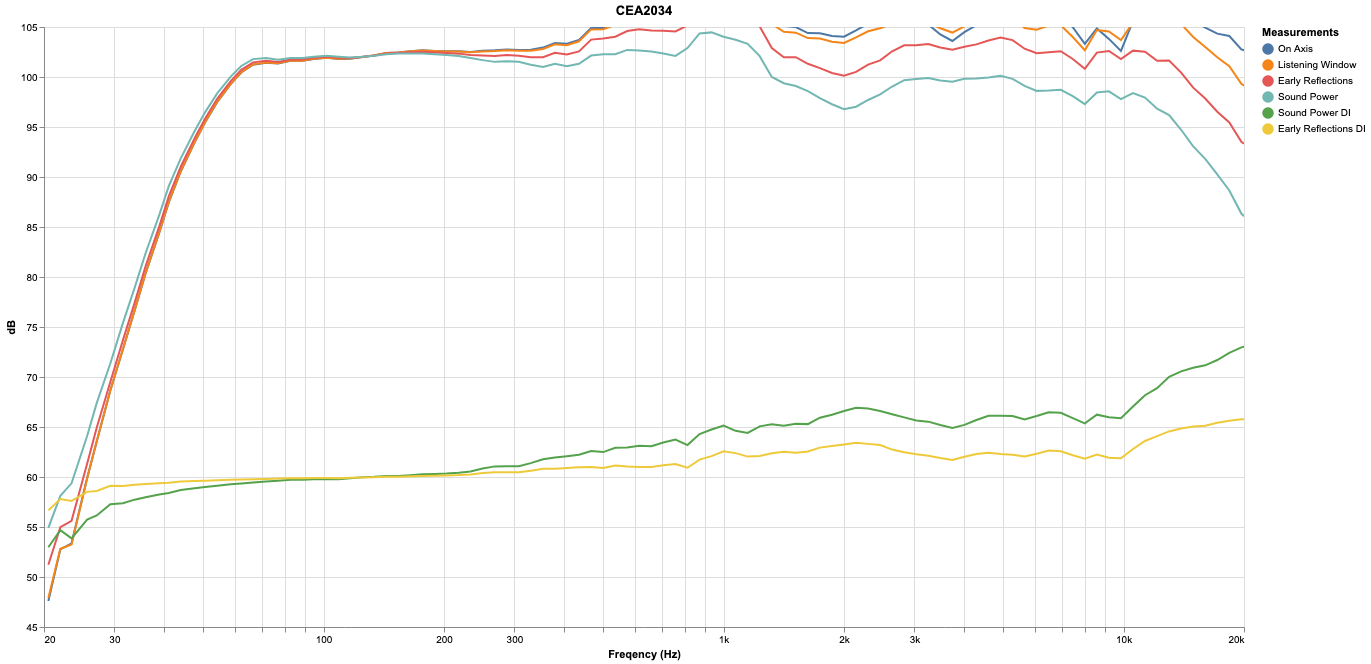 CEA2034
105
100
95
90
85
80
75
70
65
60
55
50
45
dB
20
30
100
200
300
1k
2k
3k
10k
20k
Freqency (Hz)
Measurements
On Axis
Listening Window
Early Reflections
Sound Power
Sound Power DI
Early Reflections DI